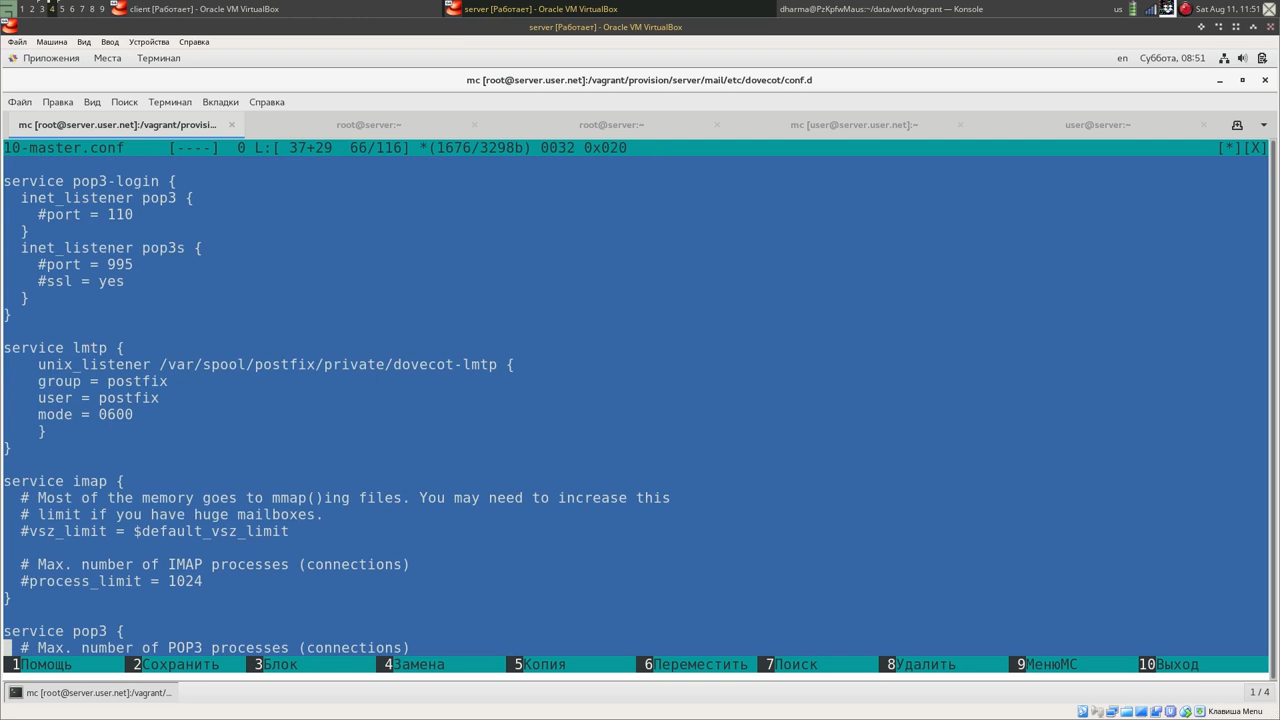 1 2 3 4 5 6 7 8 9 client [Работает] - Oracle VM VirtualBox server [Работает] - Oracle VM VirtualBox dharma@PzKpfwMaus:~/data/work/vagrant — Konsole us Sat Aug 11, 11:51
server [Работает] - Oracle VM VirtualBox
Файл Машина Вид Ввод Устройства Справка
Приложения Места Терминал en Суббота, 08:51
mc [root@server.user.net]:/vagrant/provision/server/mail/etc/dovecot/conf.d
Файл Правка Вид Поиск Терминал Вкладки Справка
mc [root@server.user.net]:/vagrant/provisi... × root@server:~ × root@server:~ × mc [user@server.user.net]:~ × user@server:~ ×
10-master.conf [----] 0 L:[ 37+29 66/116] *(1676/3298b) 0032 0x020 [*][X]
service pop3-login {
inet_listener pop3 {
#port = 110
}
inet_listener pop3s {
#port = 995
#ssl = yes
}
}
service lmtp {
unix_listener /var/spool/postfix/private/dovecot-lmtp {
group = postfix
user = postfix
mode = 0600
}
}
service imap {
# Most of the memory goes to mmap()ing files. You may need to increase this
# limit if you have huge mailboxes.
#vsz_limit = $default_vsz_limit
# Max. number of IMAP processes (connections)
#process_limit = 1024
}
service pop3 {
# Max. number of POP3 processes (connections)
1Помощь 2Сохранить 3Блок 4Замена 5Копия 6Переместить 7Поиск 8Удалить 9МенюМС 10Выход
mc [root@server.user.net]:/vagrant/... 1 / 4
Клавиша Menu